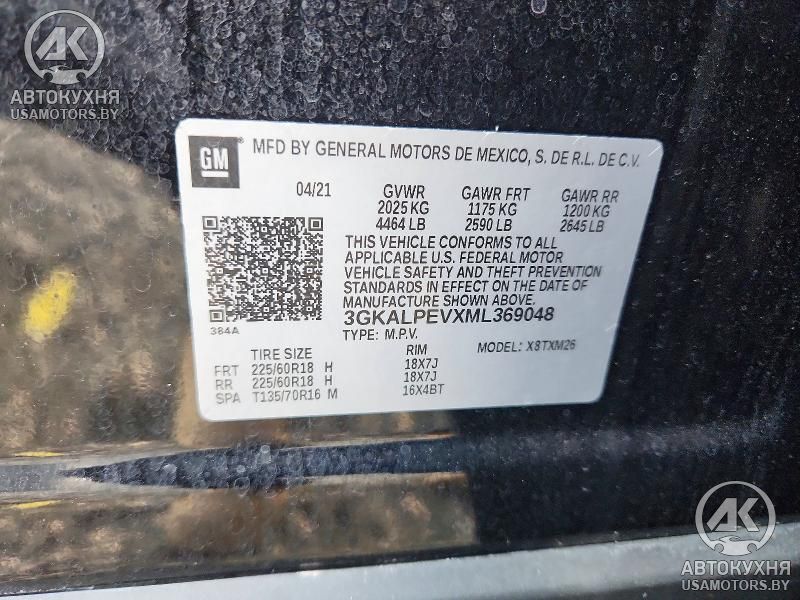 AK
АВТОКУХНЯ
USAMOTORS.BY
GM
MFD BY GENERAL MOTORS DE MEXICO, S. DE R.L. DE C.V.
04/21 GVWR GAWR FRT GAWR RR
2025 KG 1175 KG 1200 KG
4464 LB 2590 LB 2645 LB
THIS VEHICLE CONFORMS TO ALL
APPLICABLE U.S. FEDERAL MOTOR
VEHICLE SAFETY AND THEFT PREVENTION
STANDARDS IN EFFECT ON THE DATE OF
MANUFACTURE SHOWN ABOVE.
384A
3GKALPEVXML369048
TYPE: M.P.V. MODEL: X8TXM26
TIRE SIZE RIM
FRT 225/60R18 H 18X7J
RR 225/60R18 H 18X7J
SPA T135/70R16 M 16X4BT
AK
АВТОКУХНЯ
USAMOTORS.BY